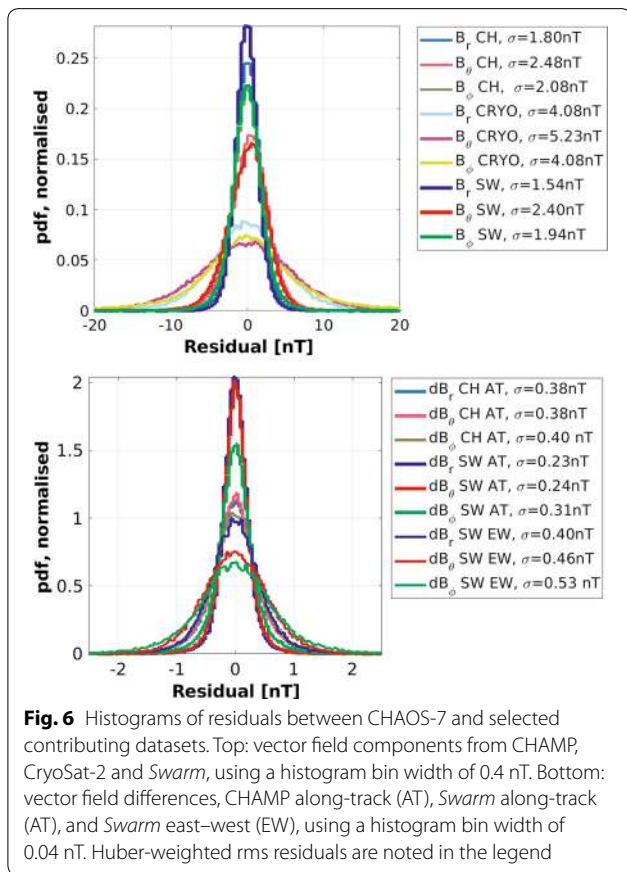 0.25
0.2
0.15
0.1
0.05
0
-20
-10
0
10
20
pdf, normalised
Residual [nT]
B_r CH, σ=1.80nT
B_θ CH, σ=2.48nT
B_ϕ CH, σ=2.08nT
B_r CRYO, σ=4.08nT
B_θ CRYO, σ=5.23nT
B_ϕ CRYO, σ=4.08nT
B_r SW, σ=1.54nT
B_θ SW, σ=2.40nT
B_ϕ SW, σ=1.94nT
2
1.5
1
0.5
0
-2
-1
0
1
2
pdf, normalised
Residual [nT]
dB_r CH AT, σ=0.38nT
dB_θ CH AT, σ=0.38nT
dB_ϕ CH AT, σ=0.40 nT
dB_r SW AT, σ=0.23nT
dB_θ SW AT, σ=0.24nT
dB_ϕ SW AT, σ=0.31nT
dB_r SW EW, σ=0.40nT
dB_θ SW EW, σ=0.46nT
dB_ϕ SW EW, σ=0.53 nT
Fig. 6 Histograms of residuals between CHAOS-7 and selected
contributing datasets. Top: vector field components from CHAMP,
CryoSat-2 and Swarm, using a histogram bin width of 0.4 nT. Bottom:
vector field differences, CHAMP along-track (AT), Swarm along-track
(AT), and Swarm east–west (EW), using a histogram bin width of
0.04 nT. Huber-weighted rms residuals are noted in the legend